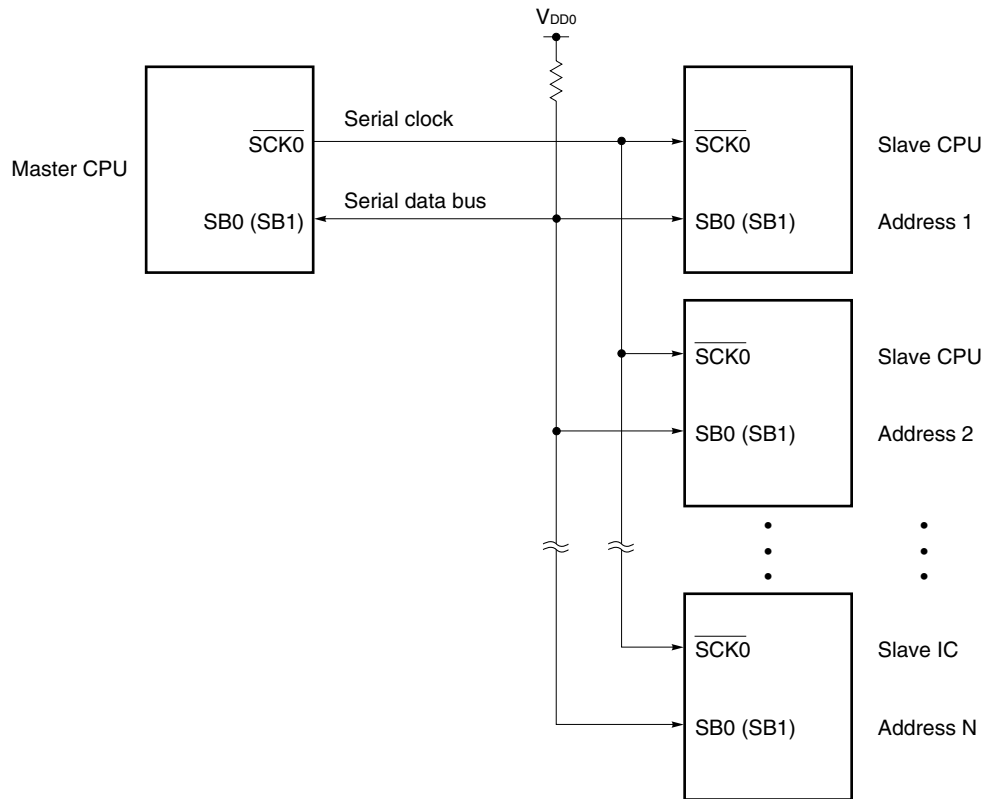 VDD0
Serial clock
SCK0
SCK0
Slave CPU
Master CPU
Serial data bus
SB0 (SB1)
SB0 (SB1)
Address 1
SCK0
Slave CPU
SB0 (SB1)
Address 2
SCK0
Slave IC
SB0 (SB1)
Address N